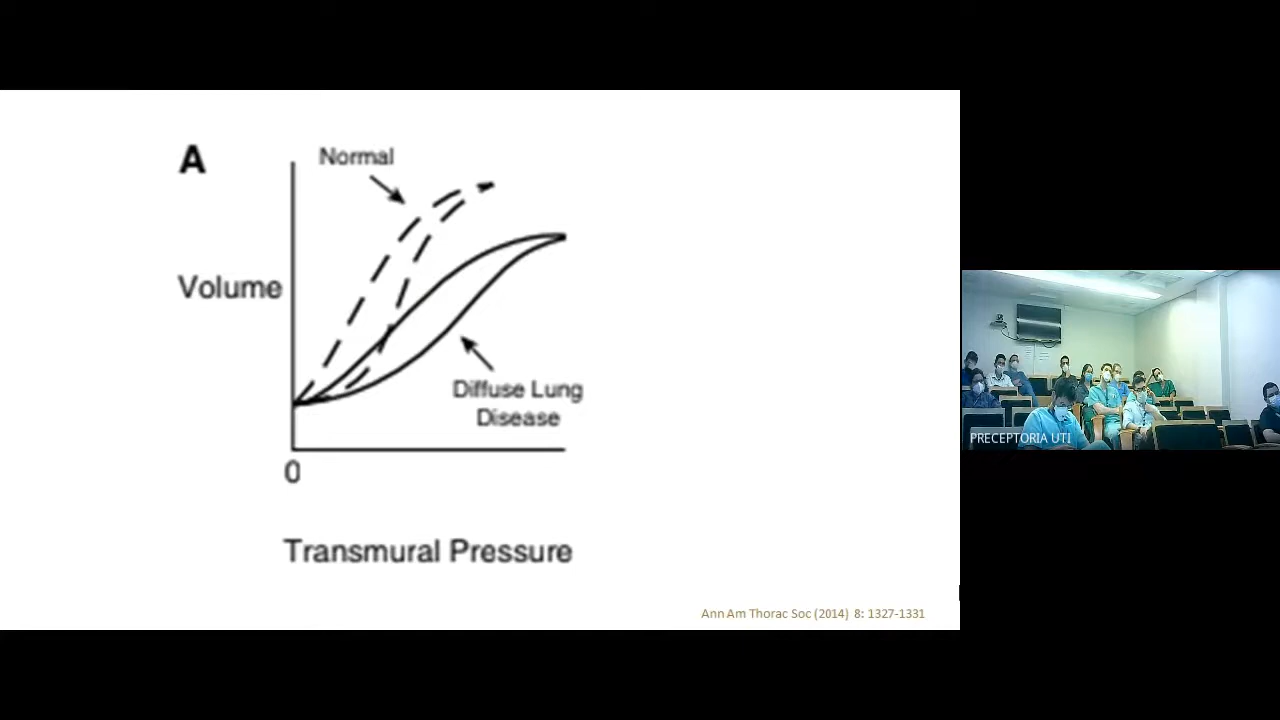 A
Normal
Volume
Diffuse Lung
Disease
0
Transmural Pressure
Ann Am Thorac Soc (2014) 8: 1327-1331
PRECEPTORIA UTI